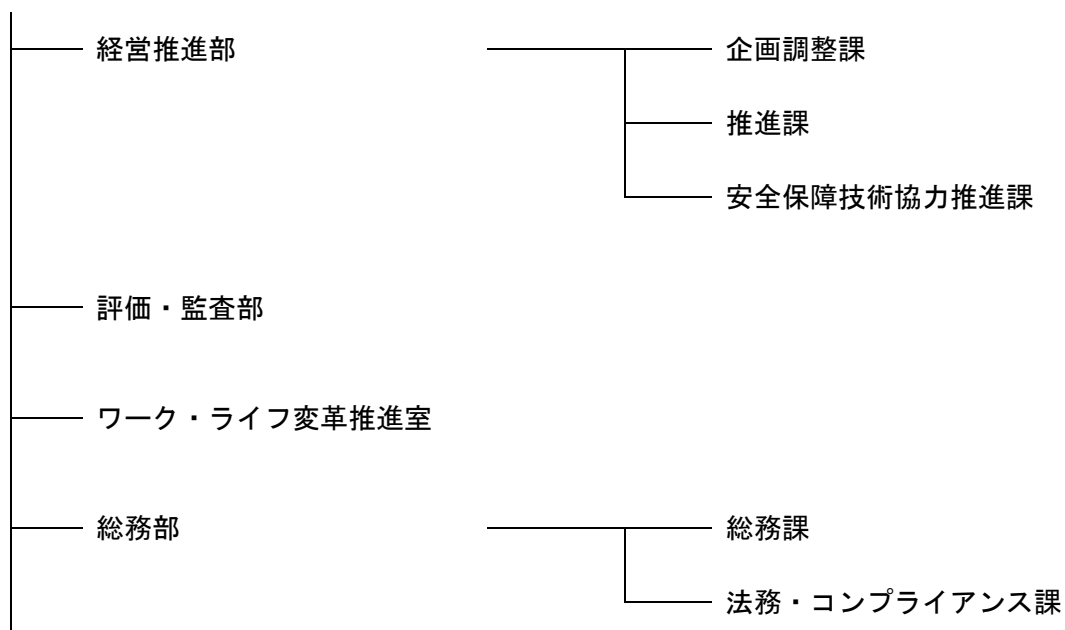 経営推進部 企画調整課
推進課
安全保障技術協力推進課
評価・監査部
ワーク・ライフ変革推進室
総務部 総務課
法務・コンプライアンス課